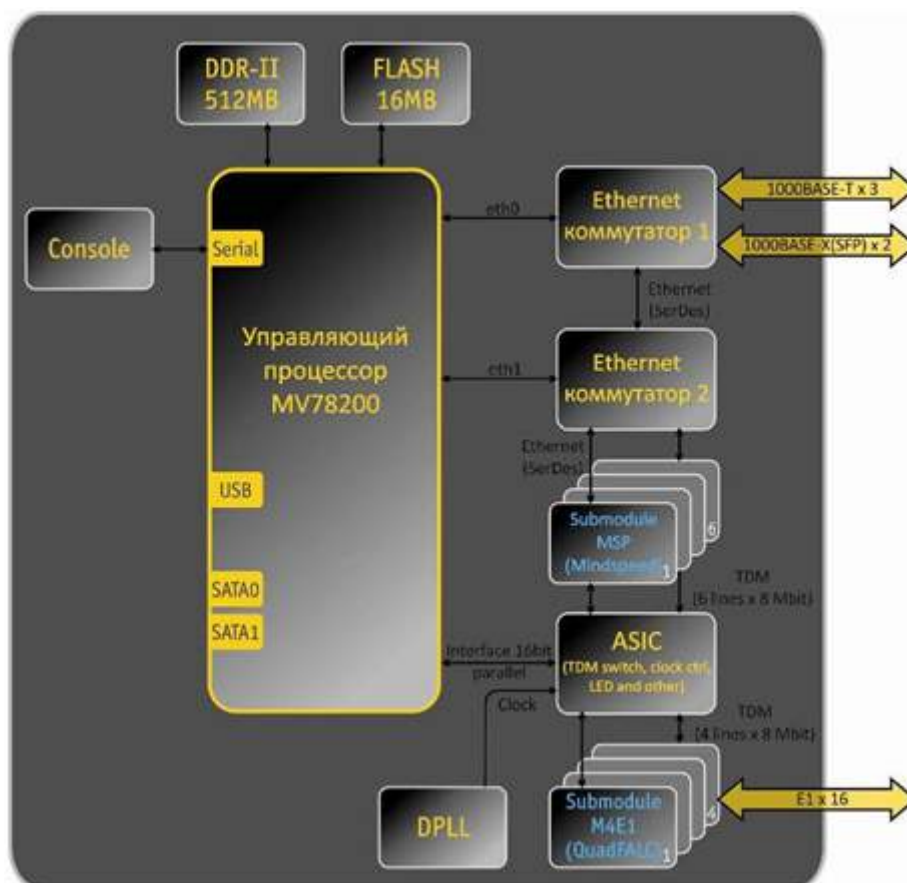 DDR-II
512MB
FLASH
16MB
Console
Serial
Управляющий
процессор
MV78200
USB
SATA0
SATA1
eth0
Ethernet
коммутатор 1
1000BASE-T x 3
1000BASE-X(SFP) x 2
Ethernet
(SerDes)
eth1
Ethernet
коммутатор 2
Ethernet
(SerDes)
Submodule
MSP
(Mindspeed)
1
6
TDM
(6 lines x 8 Mbit)
Interface 16bit
parallel
ASIC
(TDM switch, clock ctrl,
LED and other)
Clock
TDM
(4 lines x 8 Mbit)
DPLL
Submodule
M4E1
(QuadFALC)
1
4
E1 x 16